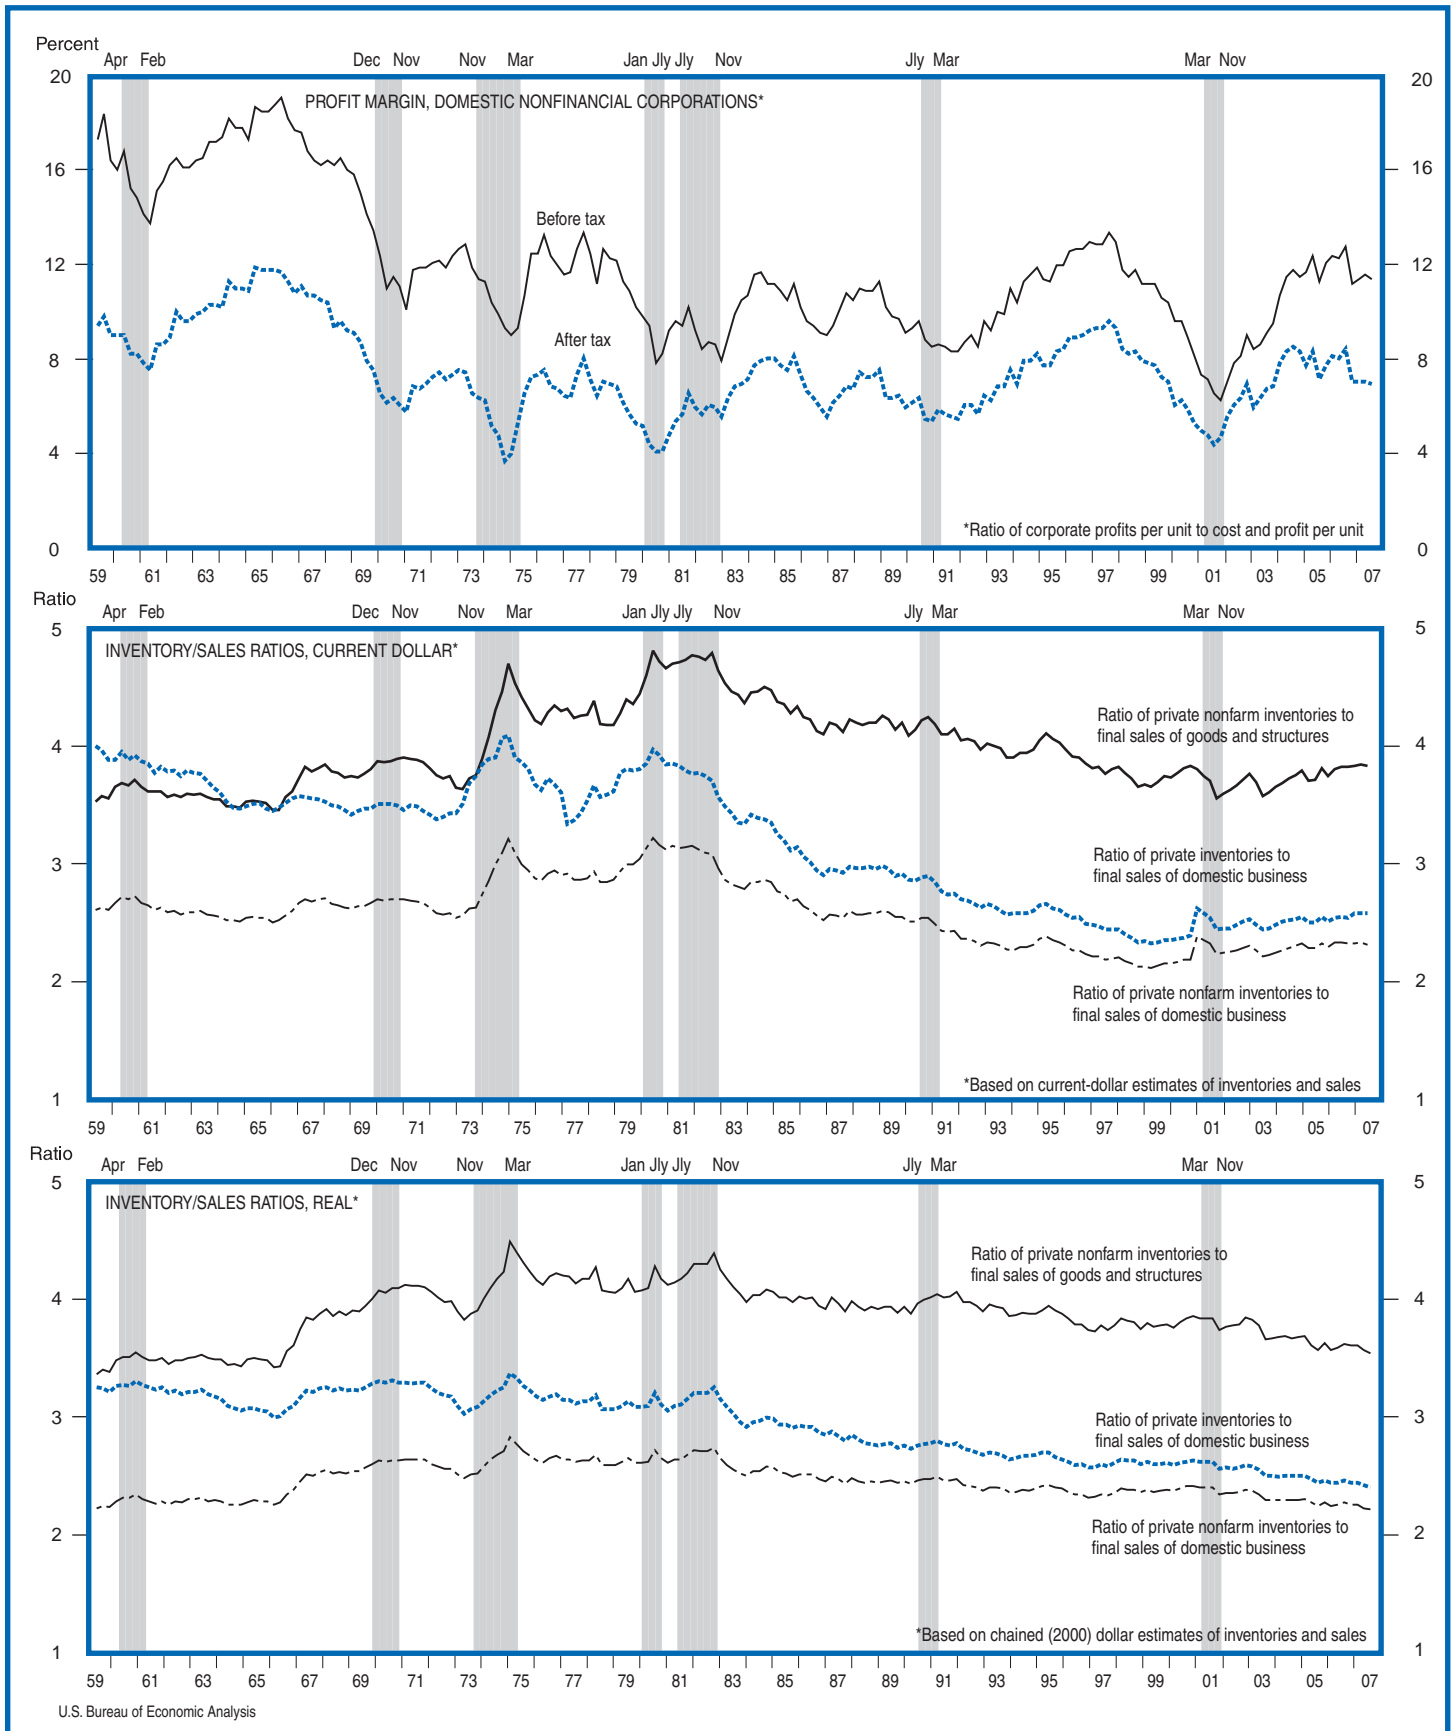 Percent
Apr Feb Dec Nov Nov Mar Jan Jly Jly Nov Jly Mar Mar Nov
20 20
PROFIT MARGIN, DOMESTIC NONFINANCIAL CORPORATIONS*
16 16
Before tax
12 12
After tax
8 8
4 4
*Ratio of corporate profits per unit to cost and profit per unit
0 0
59 61 63 65 67 69 71 73 75 77 79 81 83 85 87 89 91 93 95 97 99 01 03 05 07
Ratio
Apr Feb Dec Nov Nov Mar Jan Jly Jly Nov Jly Mar Mar Nov
5 5
INVENTORY/SALES RATIOS, CURRENT DOLLAR*
Ratio of private nonfarm inventories to
final sales of goods and structures
4 4
Ratio of private inventories to
final sales of domestic business
3 3
2 2
Ratio of private nonfarm inventories to
final sales of domestic business
*Based on current-dollar estimates of inventories and sales
1 1
59 61 63 65 67 69 71 73 75 77 79 81 83 85 87 89 91 93 95 97 99 01 03 05 07
Ratio
Apr Feb Dec Nov Nov Mar Jan Jly Jly Nov Jly Mar Mar Nov
5 5
INVENTORY/SALES RATIOS, REAL*
Ratio of private nonfarm inventories to
final sales of goods and structures
4 4
3 3
Ratio of private inventories to
final sales of domestic business
2 2
Ratio of private nonfarm inventories to
final sales of domestic business
*Based on chained (2000) dollar estimates of inventories and sales
1 1
59 61 63 65 67 69 71 73 75 77 79 81 83 85 87 89 91 93 95 97 99 01 03 05 07
U.S. Bureau of Economic Analysis